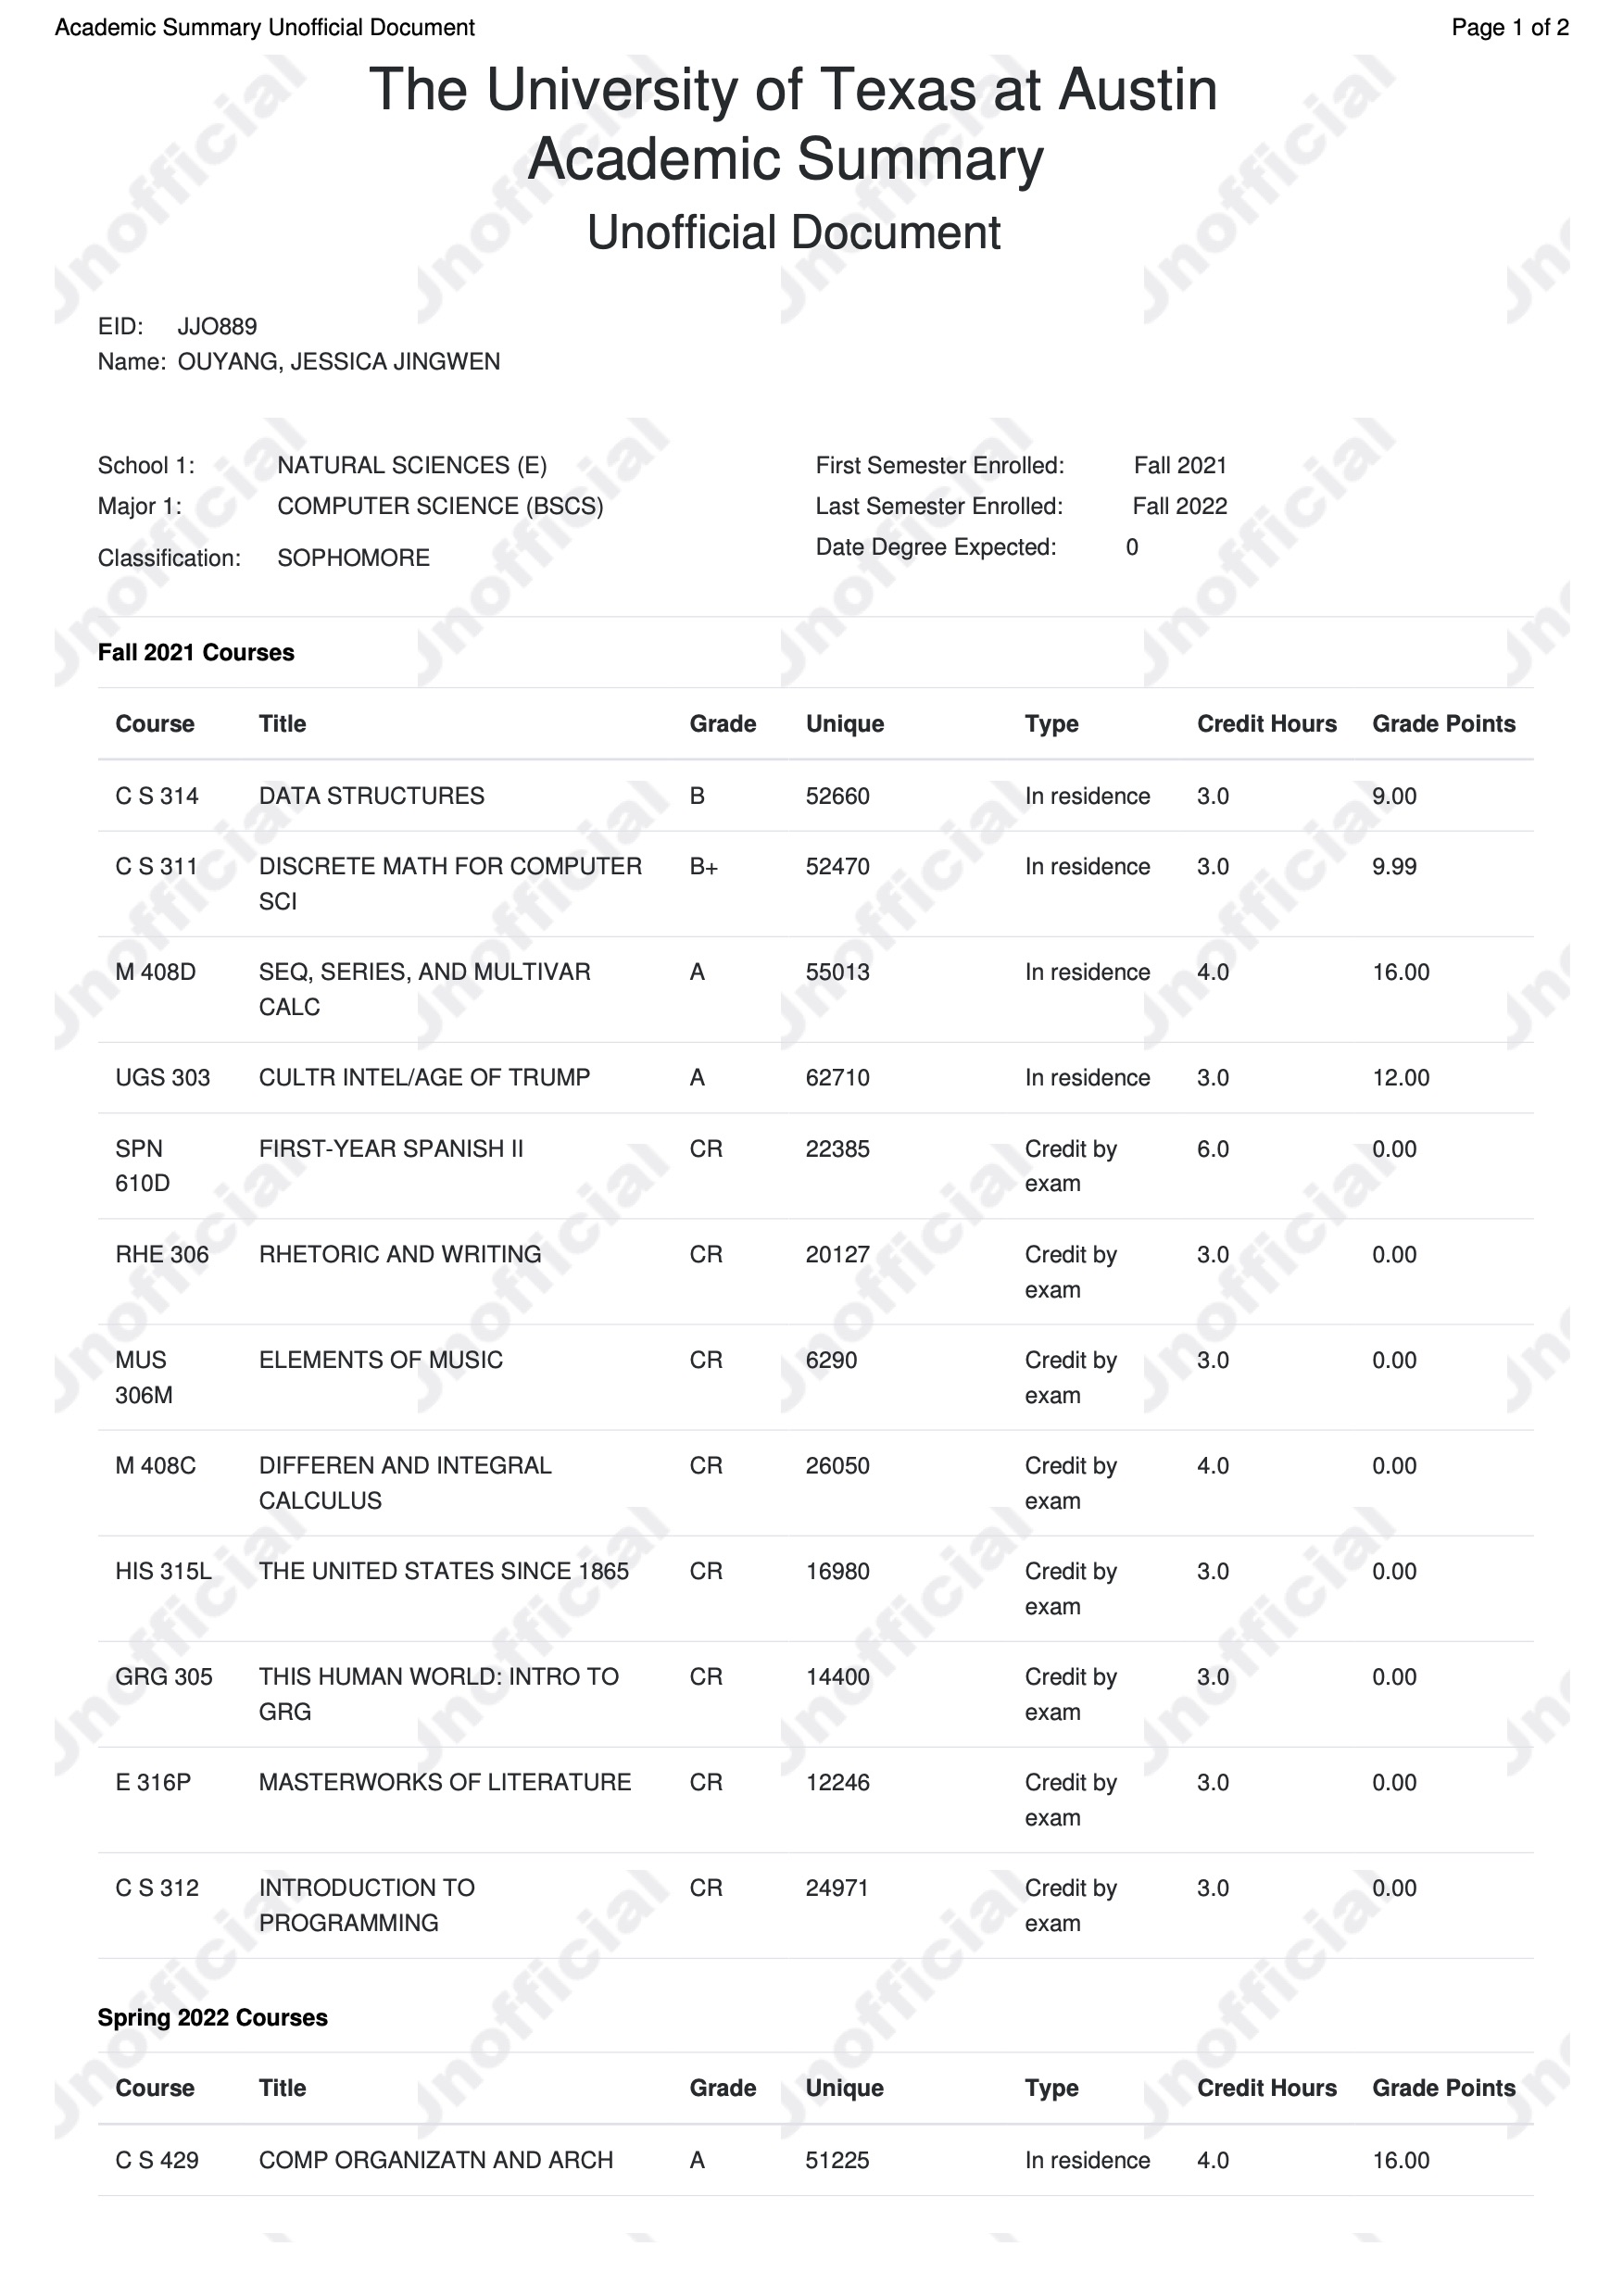 Academic Summary Unofficial Document Page 1 of 2
The University of Texas at Austin
Academic Summary
Unofficial Document
EID: JJO889
Name: OUYANG, JESSICA JINGWEN
School 1: NATURAL SCIENCES (E) First Semester Enrolled: Fall 2021
Major 1: COMPUTER SCIENCE (BSCS) Last Semester Enrolled: Fall 2022
Date Degree Expected: 0
Classification: SOPHOMORE
Fall 2021 Courses
Course Title Grade Unique Type Credit Hours Grade Points
C S 314 DATA STRUCTURES B 52660 In residence 3.0 9.00
C S 311 DISCRETE MATH FOR COMPUTER B+ 52470 In residence 3.0 9.99
SCI
M 408D SEQ, SERIES, AND MULTIVAR A 55013 In residence 4.0 16.00
CALC
UGS 303 CULTR INTEL/AGE OF TRUMP A 62710 In residence 3.0 12.00
SPN FIRST-YEAR SPANISH II CR 22385 Credit by 6.0 0.00
610D exam
RHE 306 RHETORIC AND WRITING CR 20127 Credit by 3.0 0.00
exam
MUS ELEMENTS OF MUSIC CR 6290 Credit by 3.0 0.00
306M exam
M 408C DIFFEREN AND INTEGRAL CR 26050 Credit by 4.0 0.00
CALCULUS exam
HIS 315L THE UNITED STATES SINCE 1865 CR 16980 Credit by 3.0 0.00
exam
GRG 305 THIS HUMAN WORLD: INTRO TO CR 14400 Credit by 3.0 0.00
GRG exam
E 316P MASTERWORKS OF LITERATURE CR 12246 Credit by 3.0 0.00
exam
C S 312 INTRODUCTION TO CR 24971 Credit by 3.0 0.00
PROGRAMMING exam
Spring 2022 Courses
Course Title Grade Unique Type Credit Hours Grade Points
C S 429 COMP ORGANIZATN AND ARCH A 51225 In residence 4.0 16.00